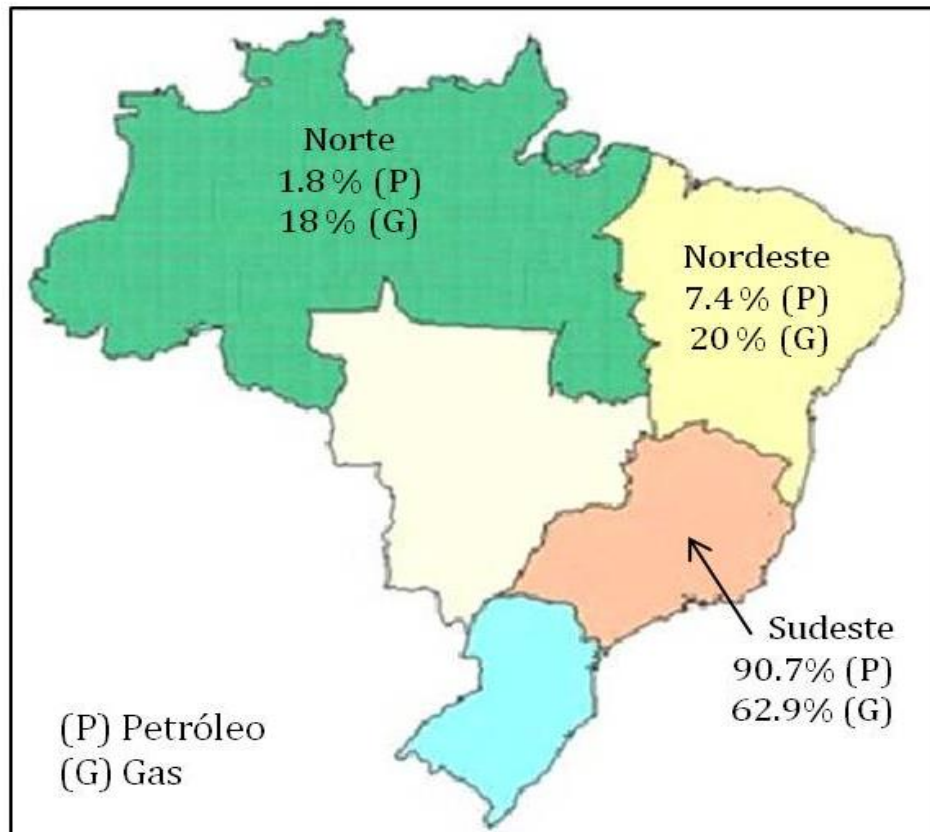 Norte
1.8 % (P)
18 % (G)
Nordeste
7.4 % (P)
20 % (G)
Sudeste
90.7% (P)
62.9% (G)
(P) Petróleo
(G) Gas